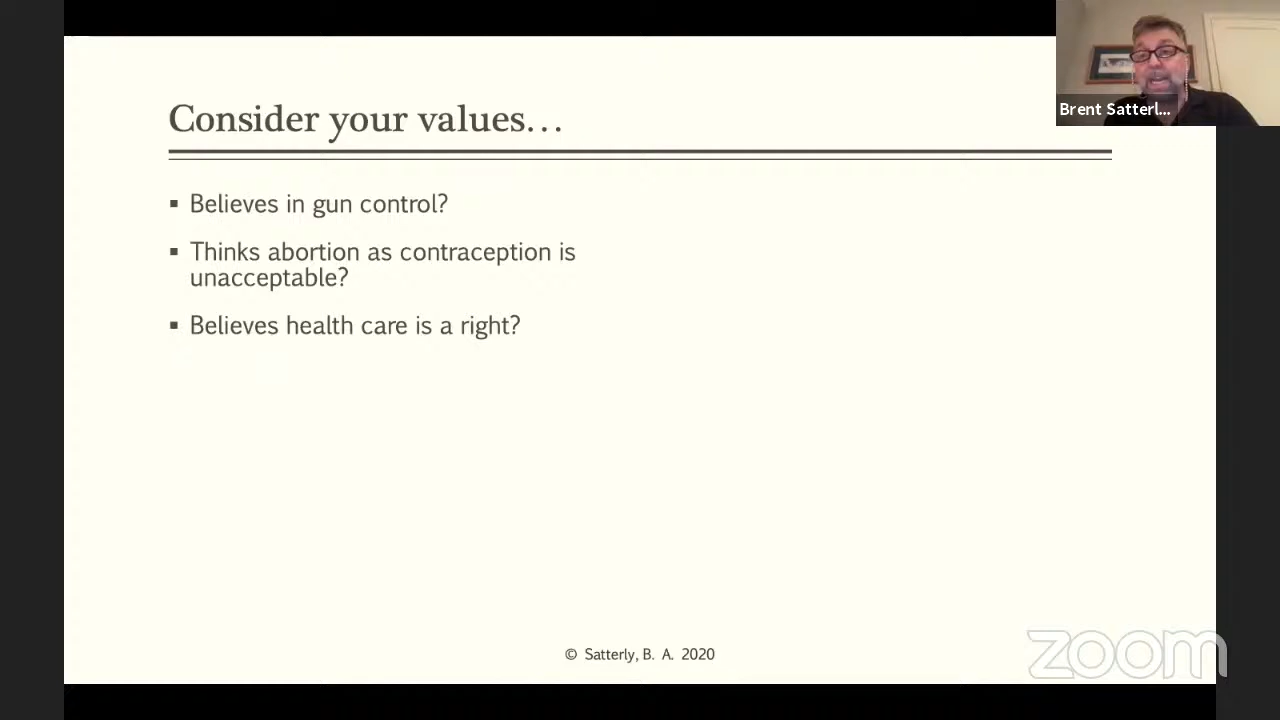 Consider your values…
▪ Believes in gun control?
▪ Thinks abortion as contraception is
unacceptable?
▪ Believes health care is a right?
© Satterly, B. A. 2020
Brent Satterl...
zoom